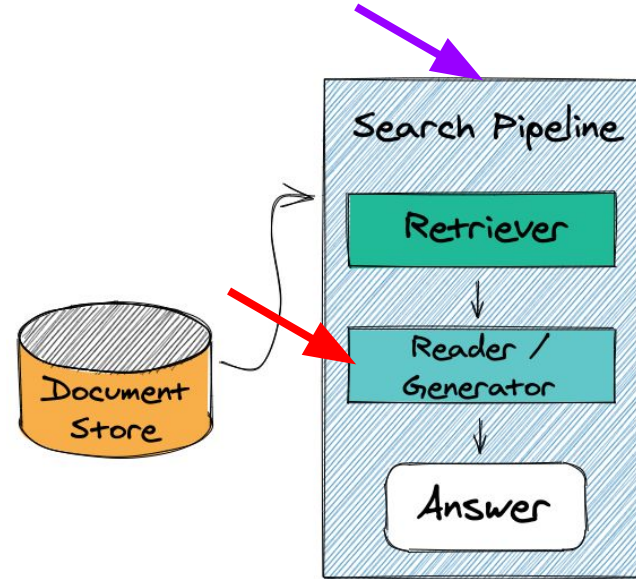 Search Pipeline
Retriever
Reader /
Generator
Document
Store
Answer